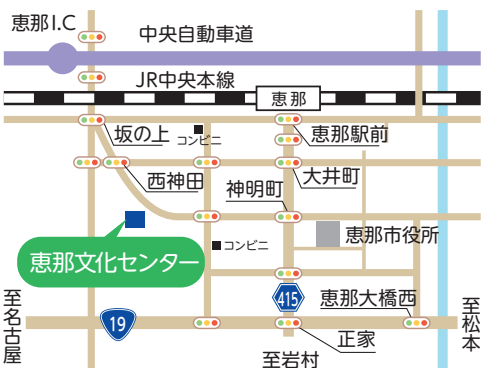 恵那I.C
中央自動車道
JR中央本線
恵那
坂の上
コンビニ
恵那駅前
西神田
大井町
神明町
恵那市役所
コンビニ
恵那文化センター
415
恵那大橋西
19
正家
至名古屋
至岩村
至松本